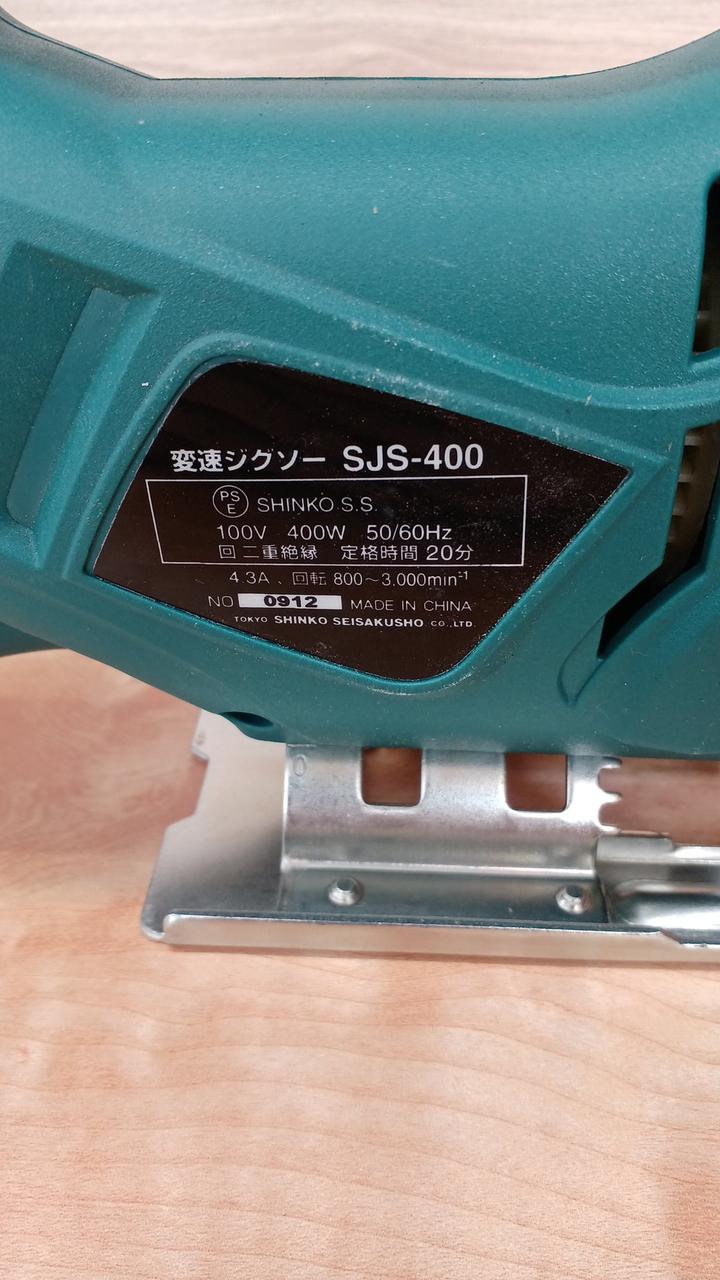 変速ジグソー SJS-400
PS
E SHINKO S.S.
100V 400W 50/60Hz
回 二重絶縁 定格時間 20分
4.3A、回転 800~3,000min⁻¹
NO 0912 MADE IN CHINA
TOKYO SHINKO SEISAKUSHO CO.,LTD.
0